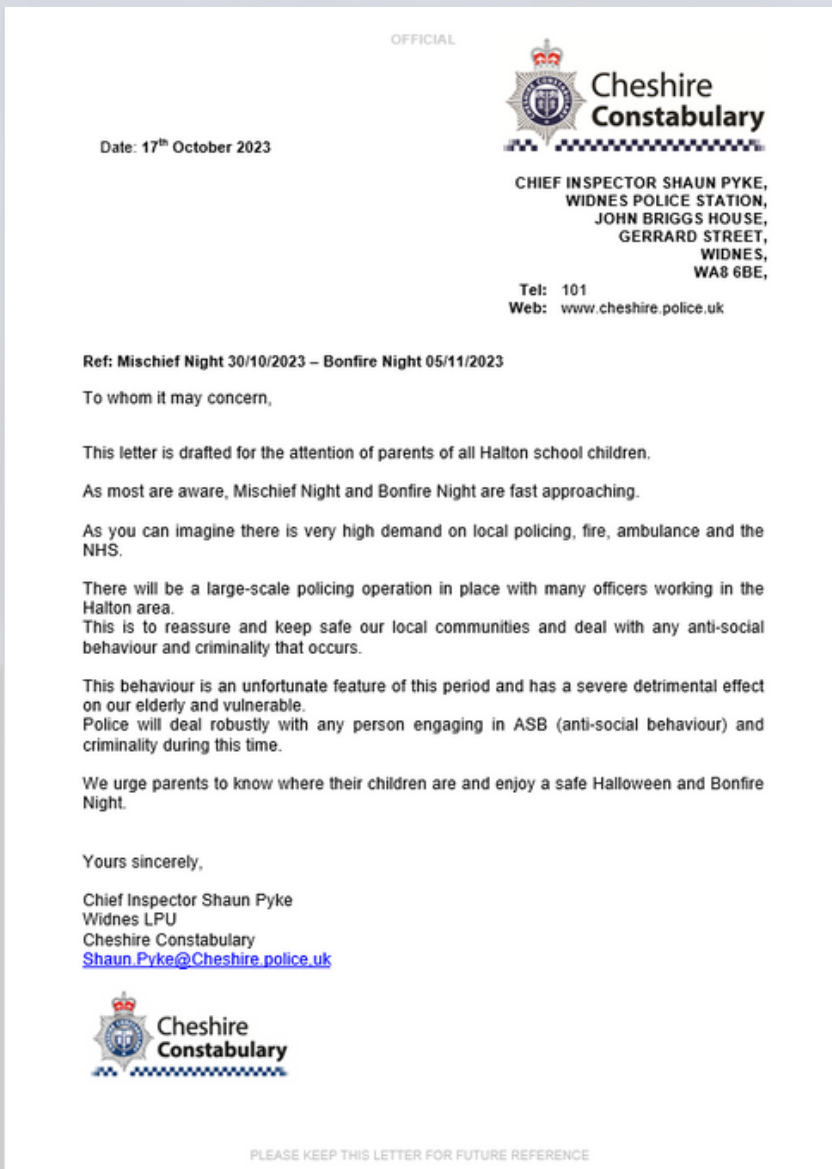 OFFICIAL
Cheshire
Constabulary
Date: 17th October 2023
CHIEF INSPECTOR SHAUN PYKE,
WIDNES POLICE STATION,
JOHN BRIGGS HOUSE,
GERRARD STREET,
WIDNES,
WA8 6BE,
Tel: 101
Web: www.cheshire.police.uk
Ref: Mischief Night 30/10/2023 – Bonfire Night 05/11/2023
To whom it may concern,
This letter is drafted for the attention of parents of all Halton school children.
As most are aware, Mischief Night and Bonfire Night are fast approaching.
As you can imagine there is very high demand on local policing, fire, ambulance and the
NHS.
There will be a large-scale policing operation in place with many officers working in the
Halton area.
This is to reassure and keep safe our local communities and deal with any anti-social
behaviour and criminality that occurs.
This behaviour is an unfortunate feature of this period and has a severe detrimental effect
on our elderly and vulnerable.
Police will deal robustly with any person engaging in ASB (anti-social behaviour) and
criminality during this time.
We urge parents to know where their children are and enjoy a safe Halloween and Bonfire
Night.
Yours sincerely,
Chief Inspector Shaun Pyke
Widnes LPU
Cheshire Constabulary
Shaun.Pyke@Cheshire.police.uk
Cheshire
Constabulary
PLEASE KEEP THIS LETTER FOR FUTURE REFERENCE